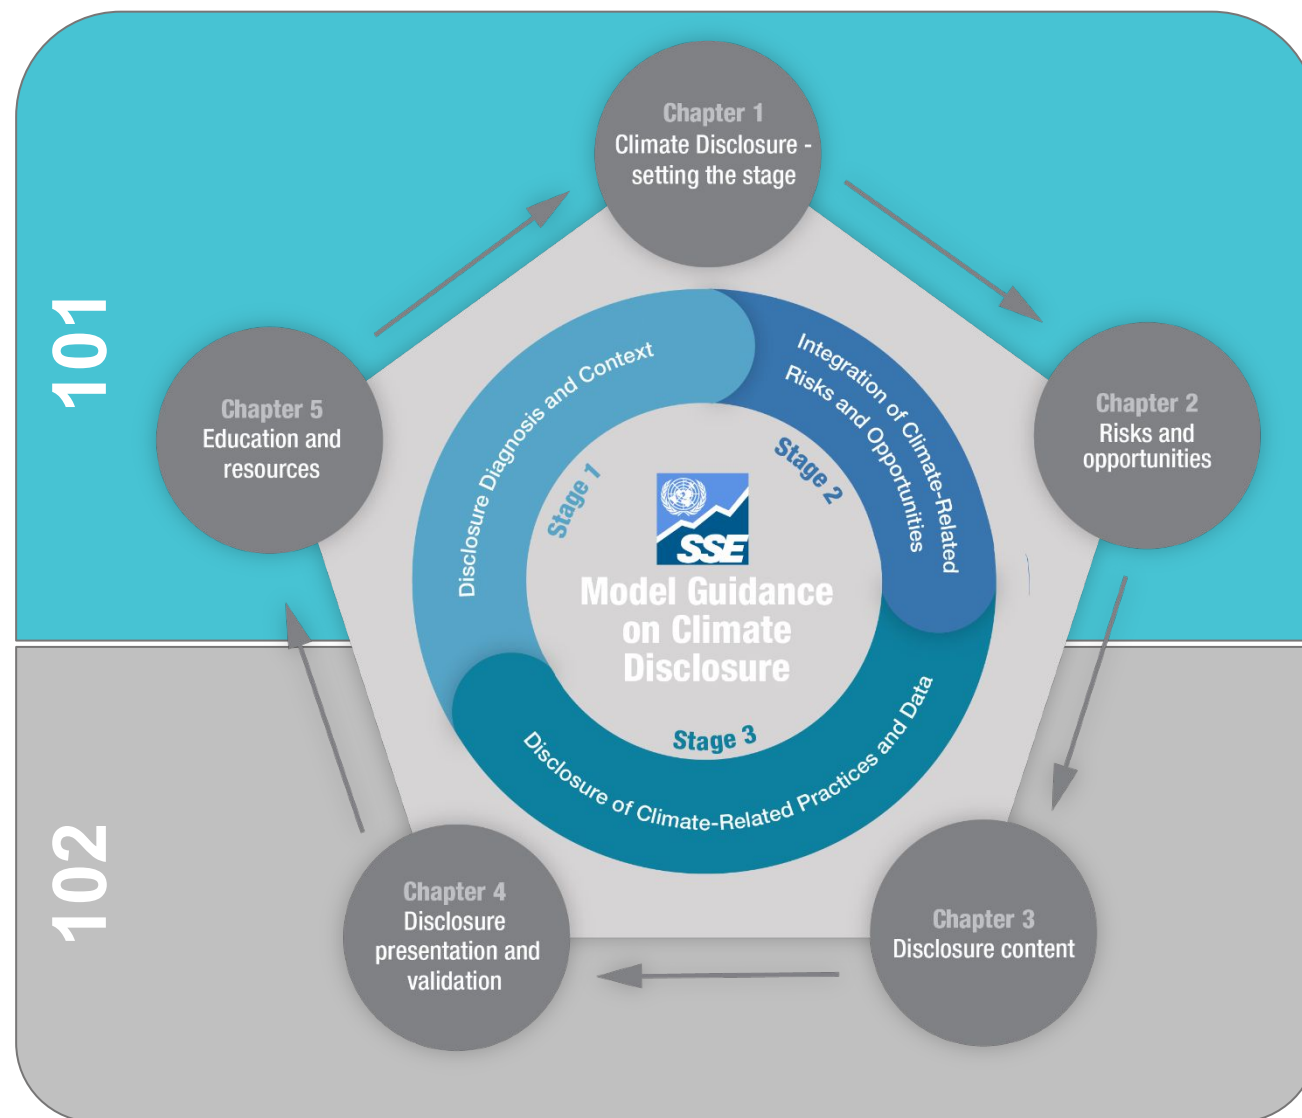 101
102
Chapter 1
Climate Disclosure -
setting the stage
Chapter 2
Risks and
opportunities
Chapter 3
Disclosure content
Chapter 4
Disclosure
presentation and
validation
Chapter 5
Education and
resources
Disclosure Diagnosis and Context
Stage 1
Integration of Climate-Related
Risks and Opportunities
Stage 2
Disclosure of Climate-Related Practices and Data
Stage 3
SSE
Model Guidance
on Climate
Disclosure